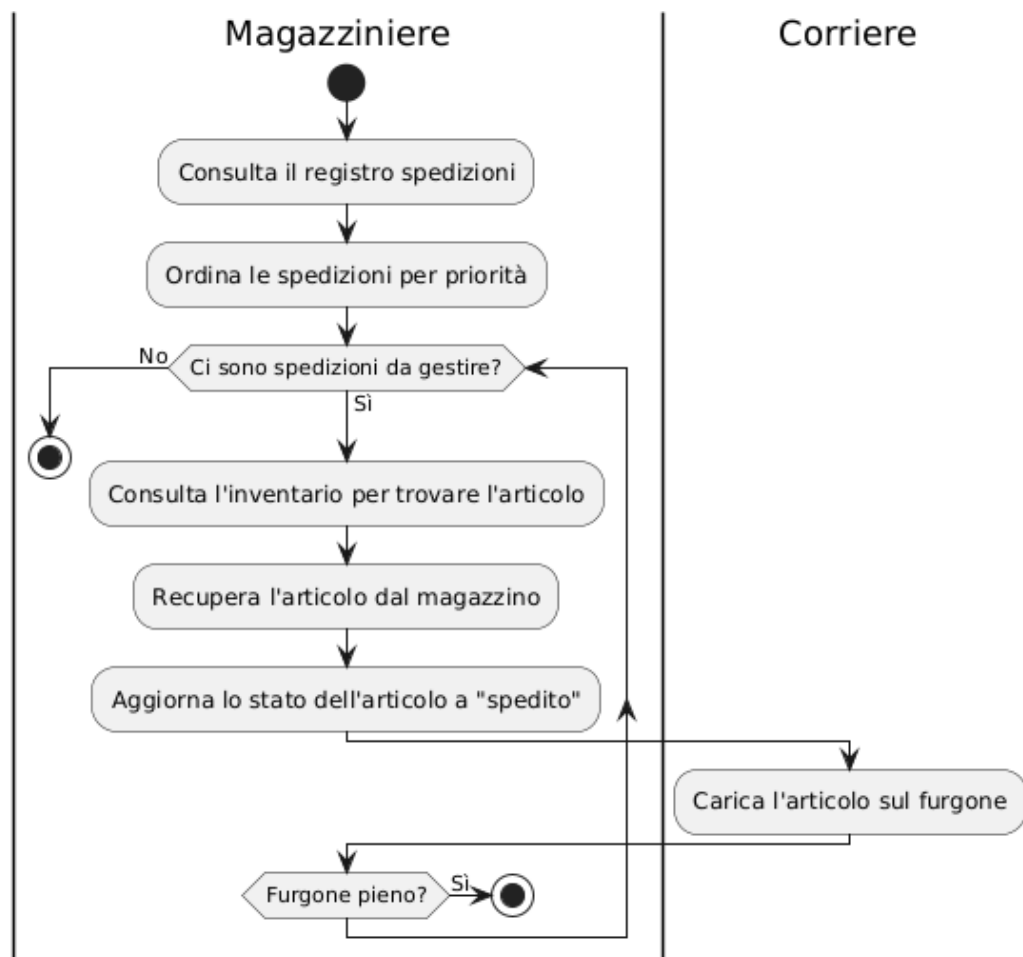 Magazziniere
Corriere
Consulta il registro spedizioni
Ordina le spedizioni per priorità
No
Ci sono spedizioni da gestire?
Sì
Consulta l'inventario per trovare l'articolo
Recupera l'articolo dal magazzino
Aggiorna lo stato dell'articolo a "spedito"
Carica l'articolo sul furgone
Furgone pieno?
Sì